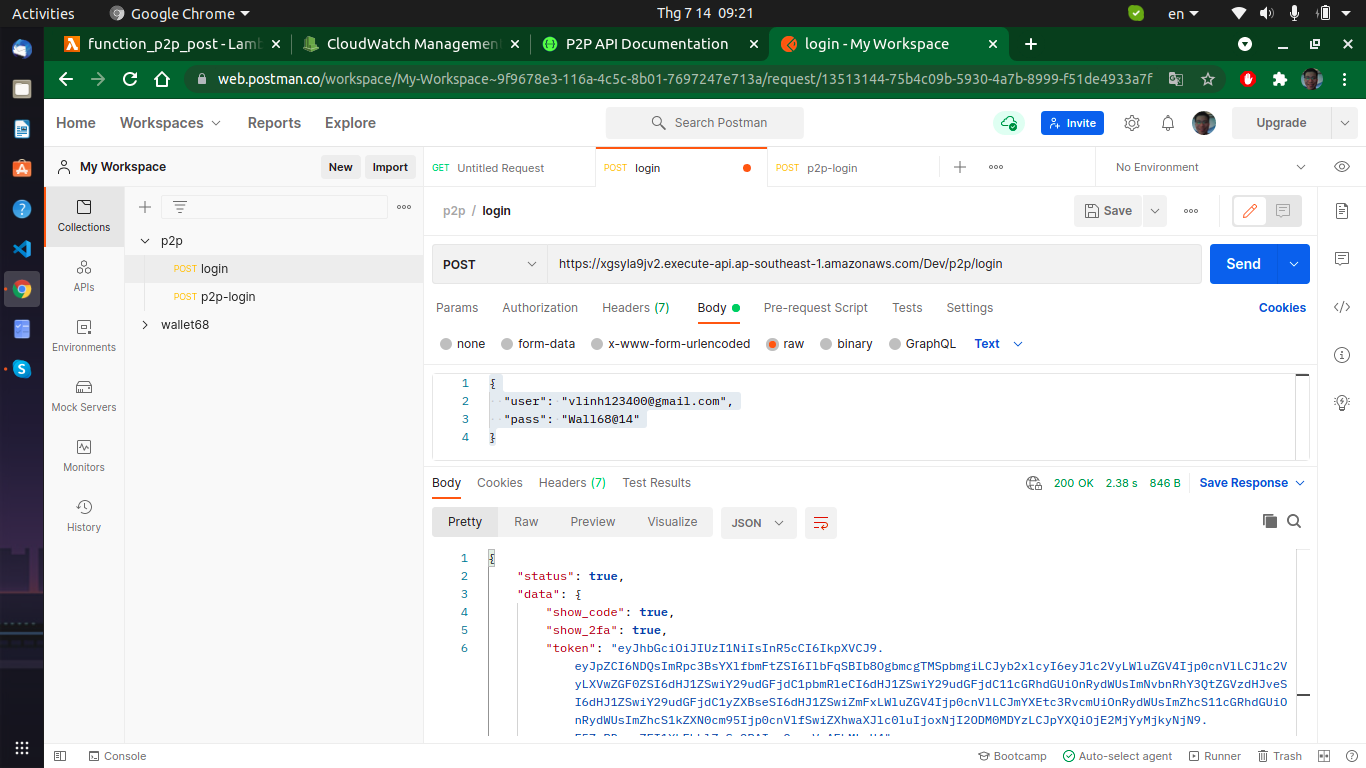 Activities
Google Chrome
Thg 7 14 09:21
en
function_p2p_post - Lamb
CloudWatch Management
P2P API Documentation
login - My Workspace
web.postman.co/workspace/My-Workspace~9f9678e3-116a-4c5c-8b01-7697247e713a/request/13513144-75b4c09b-5930-4a7b-8999-f51de4933a7f
Home Workspaces Reports Explore
Search Postman
Invite
Upgrade
My Workspace
New
Import
GET Untitled Request
POST login
POST p2p-login
No Environment
Collections
APIs
Environments
Mock Servers
Monitors
History
p2p
POST login
POST p2p-login
wallet68
p2p / login
Save
POST
https://xgsyla9jv2.execute-api.ap-southeast-1.amazonaws.com/Dev/p2p/login
Send
Params Authorization Headers (7) Body Pre-request Script Tests Settings
Cookies
none form-data x-www-form-urlencoded raw binary GraphQL Text
1 {
2 "user": "vlinh123400@gmail.com",
3 "pass": "Wall68@14"
4 }
Body Cookies Headers (7) Test Results
200 OK 2.38 s 846 B
Save Response
Pretty Raw Preview Visualize JSON
1 {
2 "status": true,
3 "data": {
4 "show_code": true,
5 "show_2fa": true,
6 "token": "eyJhbGciOiJIUzI1NiIsInR5cCI6IkpXVCJ9.
Console
Bootcamp
Auto-select agent
Runner
Trash